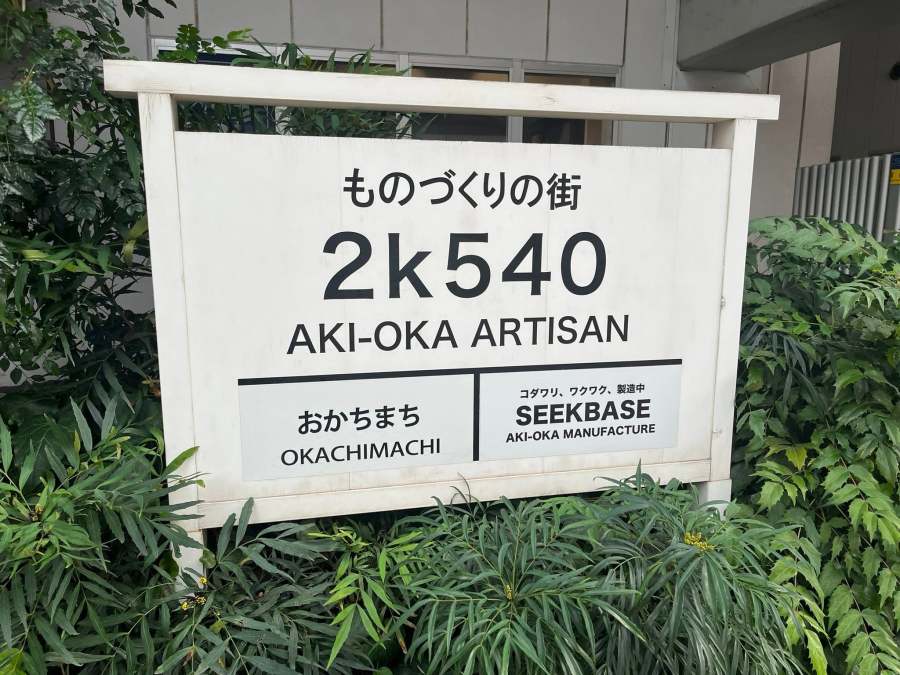 ものづくりの街
2k540
AKI-OKA ARTISAN
おかちまち
OKACHIMACHI
コダワリ、ワクワク、製造中
SEEKBASE
AKI-OKA MANUFACTURE